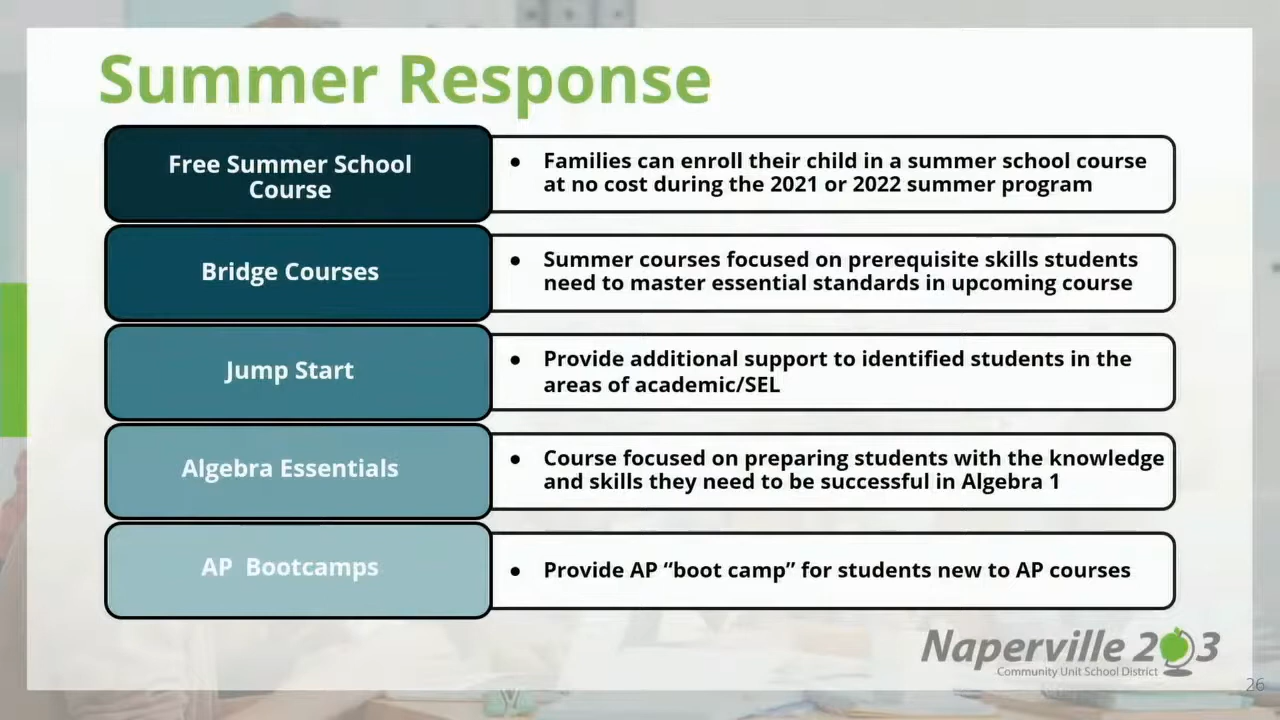 Summer Response
Free Summer School
Course
• Families can enroll their child in a summer school course
at no cost during the 2021 or 2022 summer program
Bridge Courses
• Summer courses focused on prerequisite skills students
need to master essential standards in upcoming course
Jump Start
• Provide additional support to identified students in the
areas of academic/SEL
Algebra Essentials
• Course focused on preparing students with the knowledge
and skills they need to be successful in Algebra 1
AP Bootcamps
• Provide AP “boot camp” for students new to AP courses
Naperville 203
Community Unit School District
26